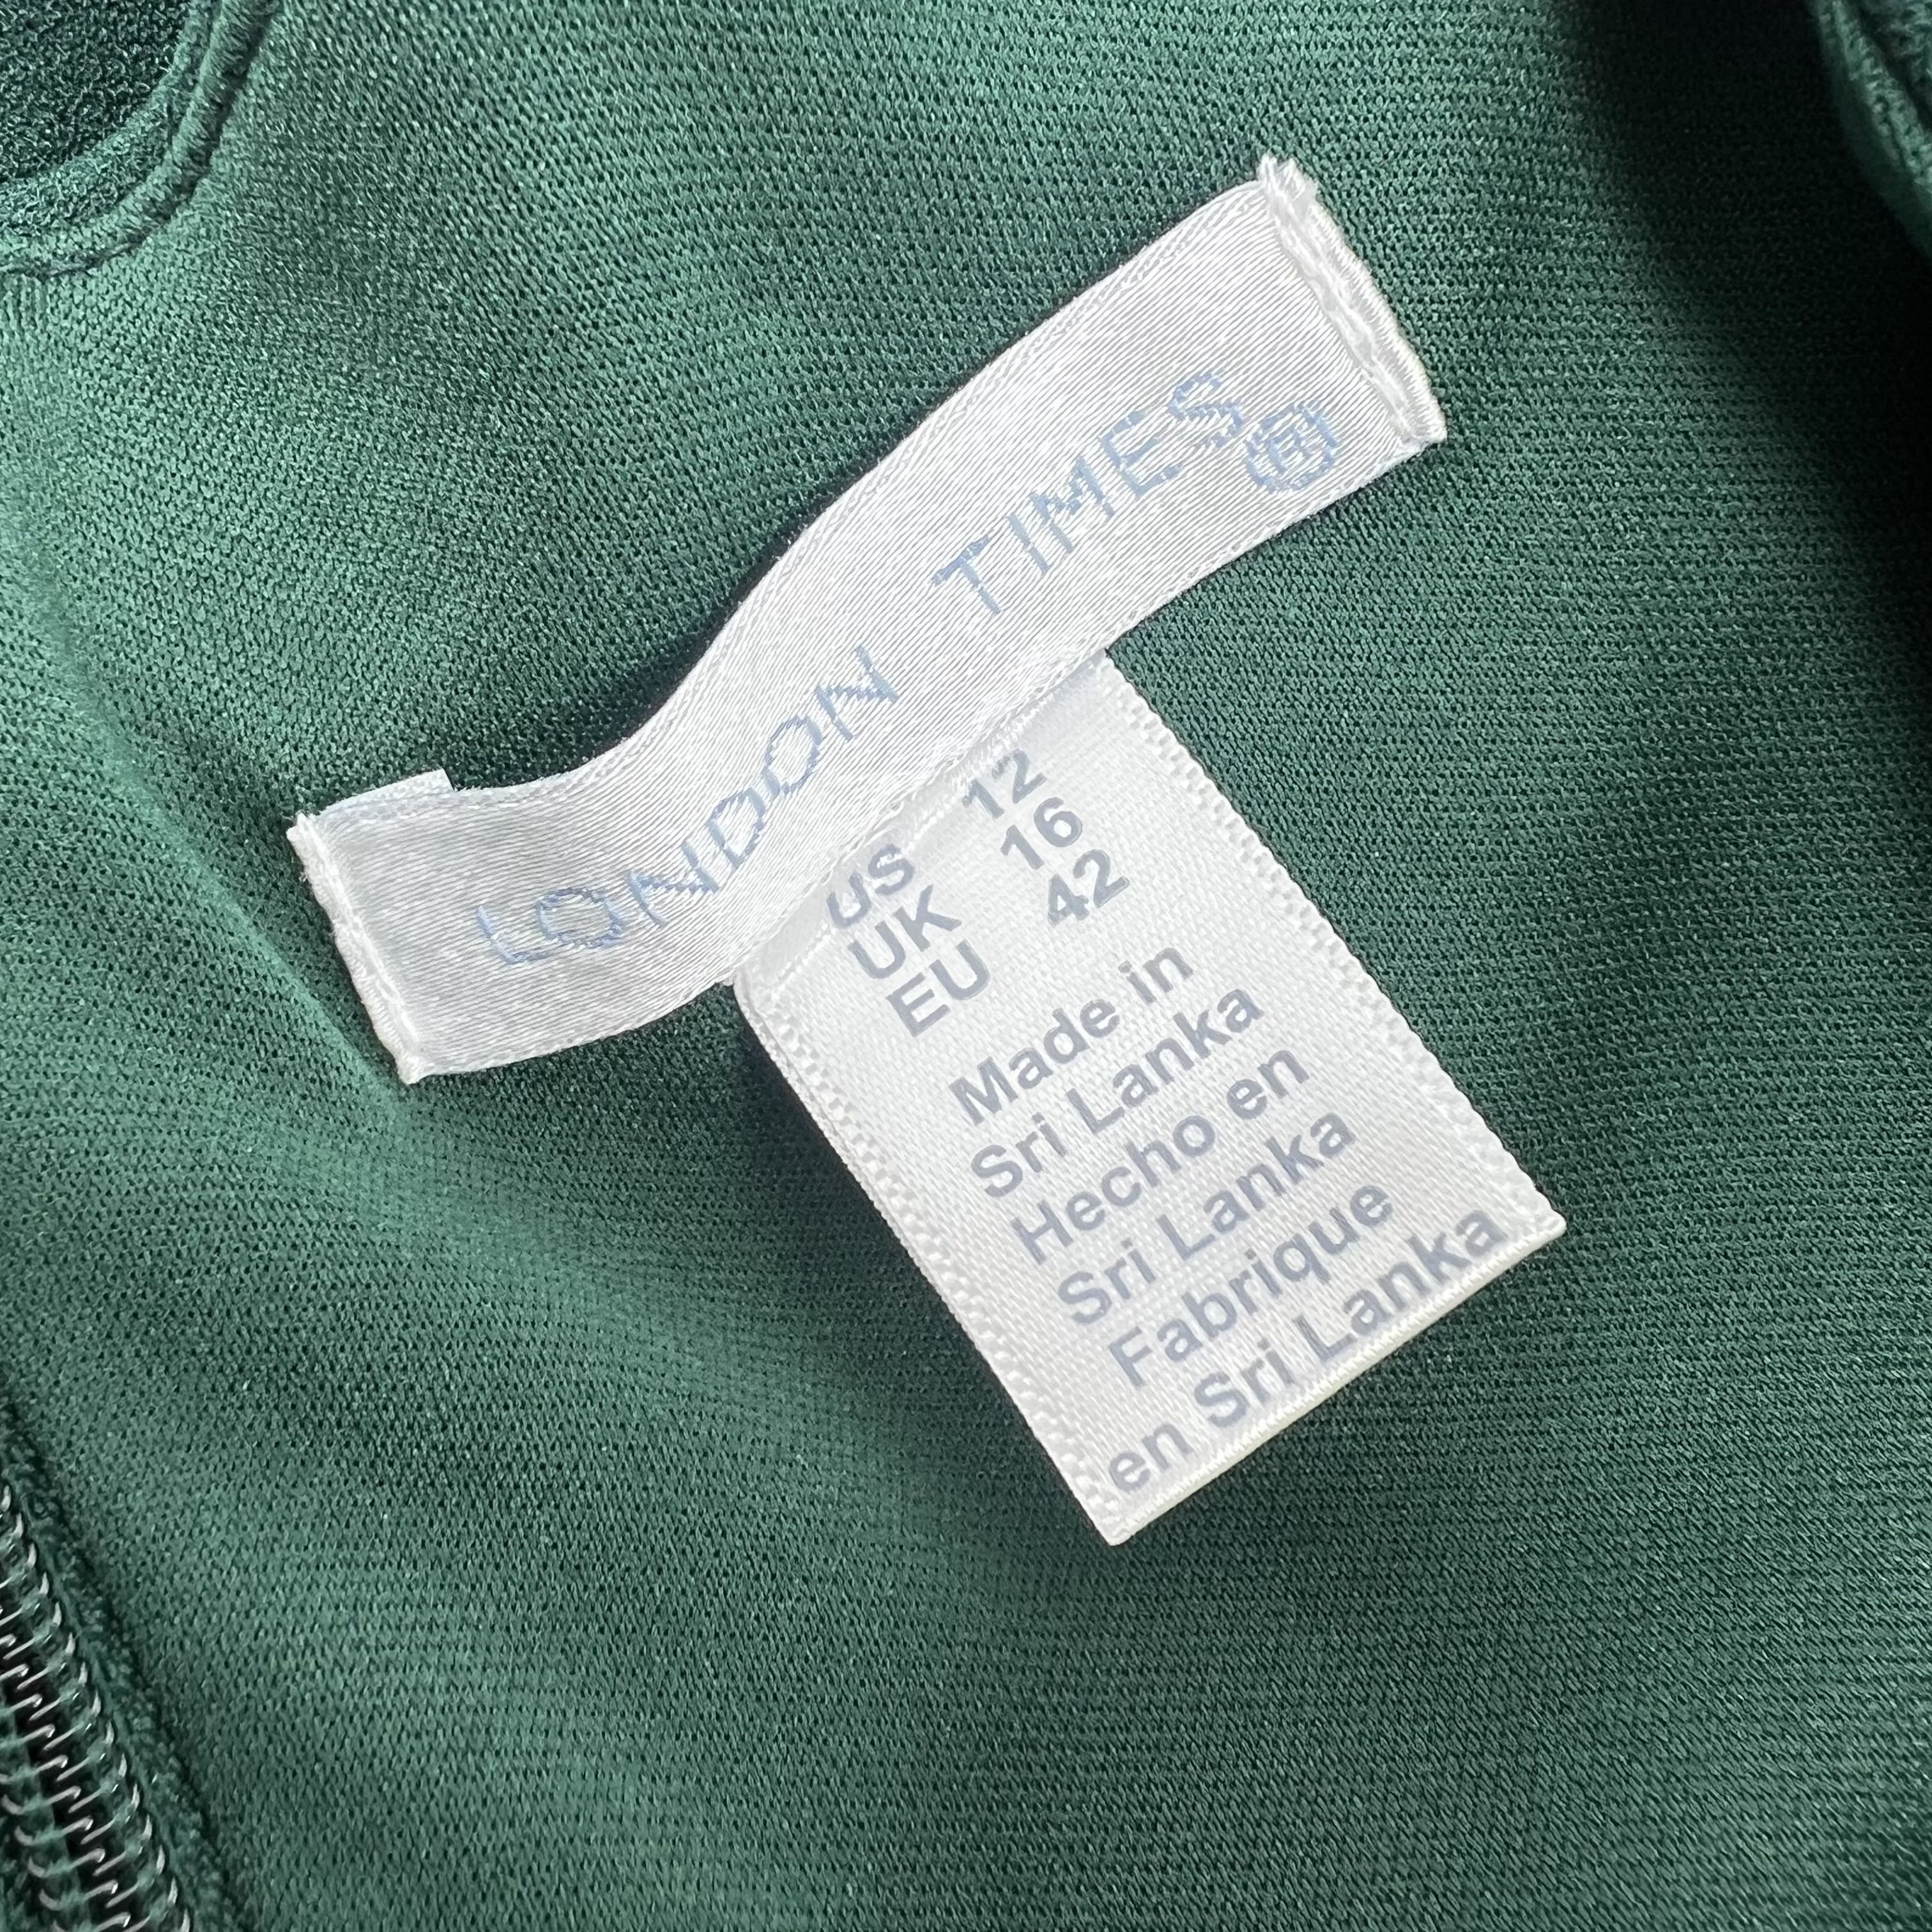 LONDON TIMES®
US 12
UK 16
EU 42
Made in
Sri Lanka
Hecho en
Sri Lanka
Fabrique
en Sri Lanka